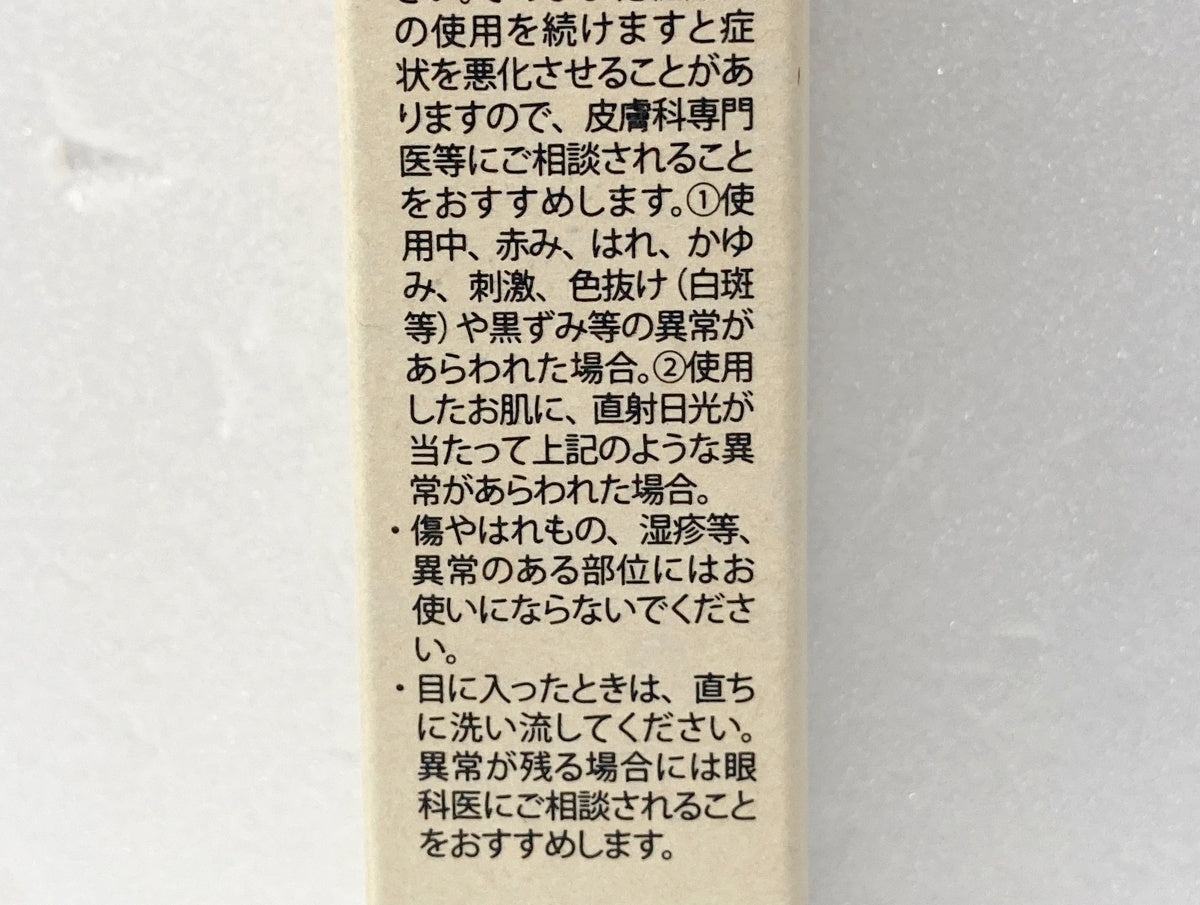 の使用を続けますと症
状を悪化させることがあ
りますので、皮膚科専門
医等にご相談されること
をおすすめします。①使
用中、赤み、はれ、かゆ
み、刺激、色抜け（白斑
等）や黒ずみ等の異常が
あらわれた場合。②使用
したお肌に、直射日光が
当たって上記のような異
常があらわれた場合。
・傷やはれもの、湿疹等、
異常のある部位にはお
使いにならないでくださ
い。
・目に入ったときは、直ち
に洗い流してください。
異常が残る場合には眼
科医にご相談されること
をおすすめします。